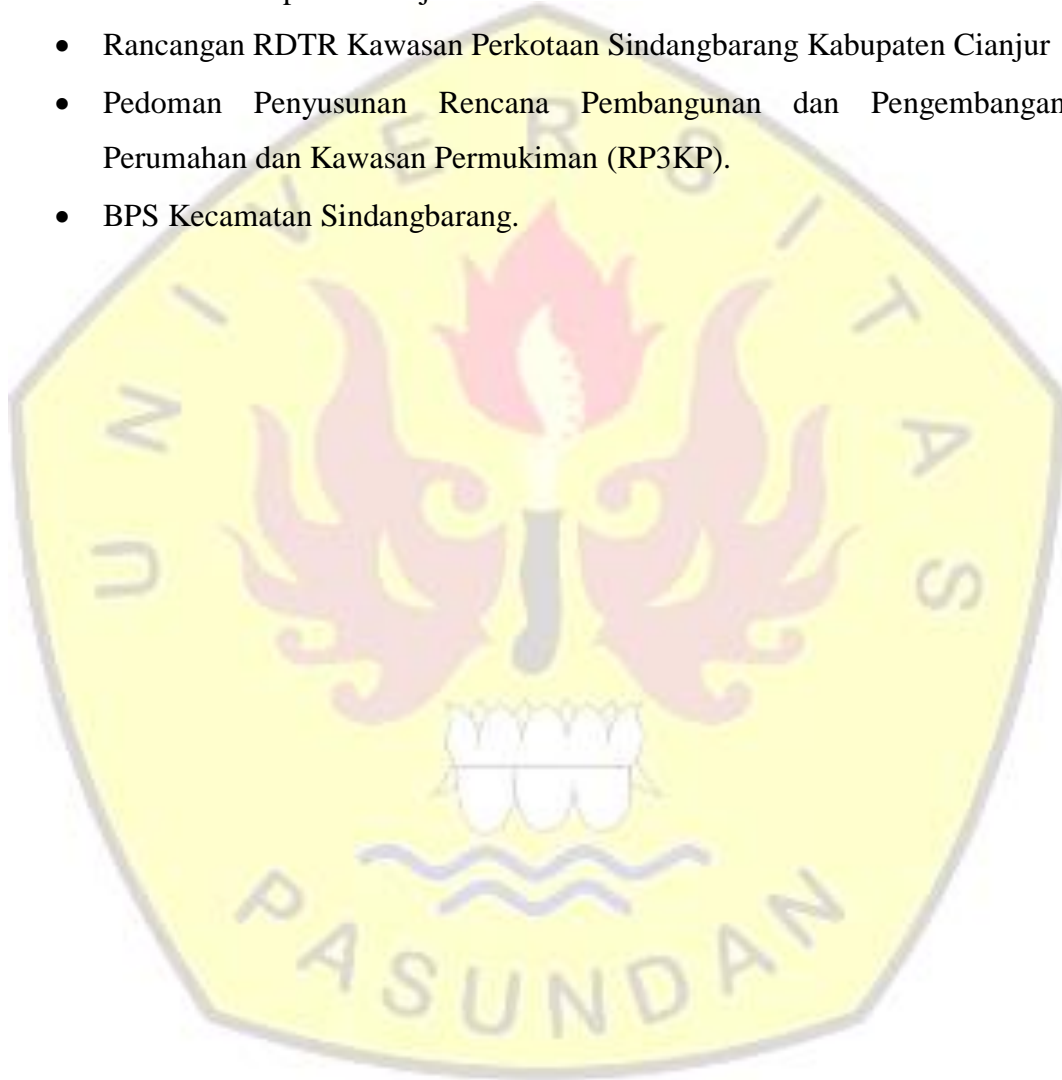 • Rancangan RDTR Kawasan Perkotaan Sindangbarang Kabupaten Cianjur
• Pedoman Penyusunan Rencana Pembangunan dan Pengembangan
Perumahan dan Kawasan Permukiman (RP3KP).
• BPS Kecamatan Sindangbarang.
UNIVERSITAS
PASUNDAN